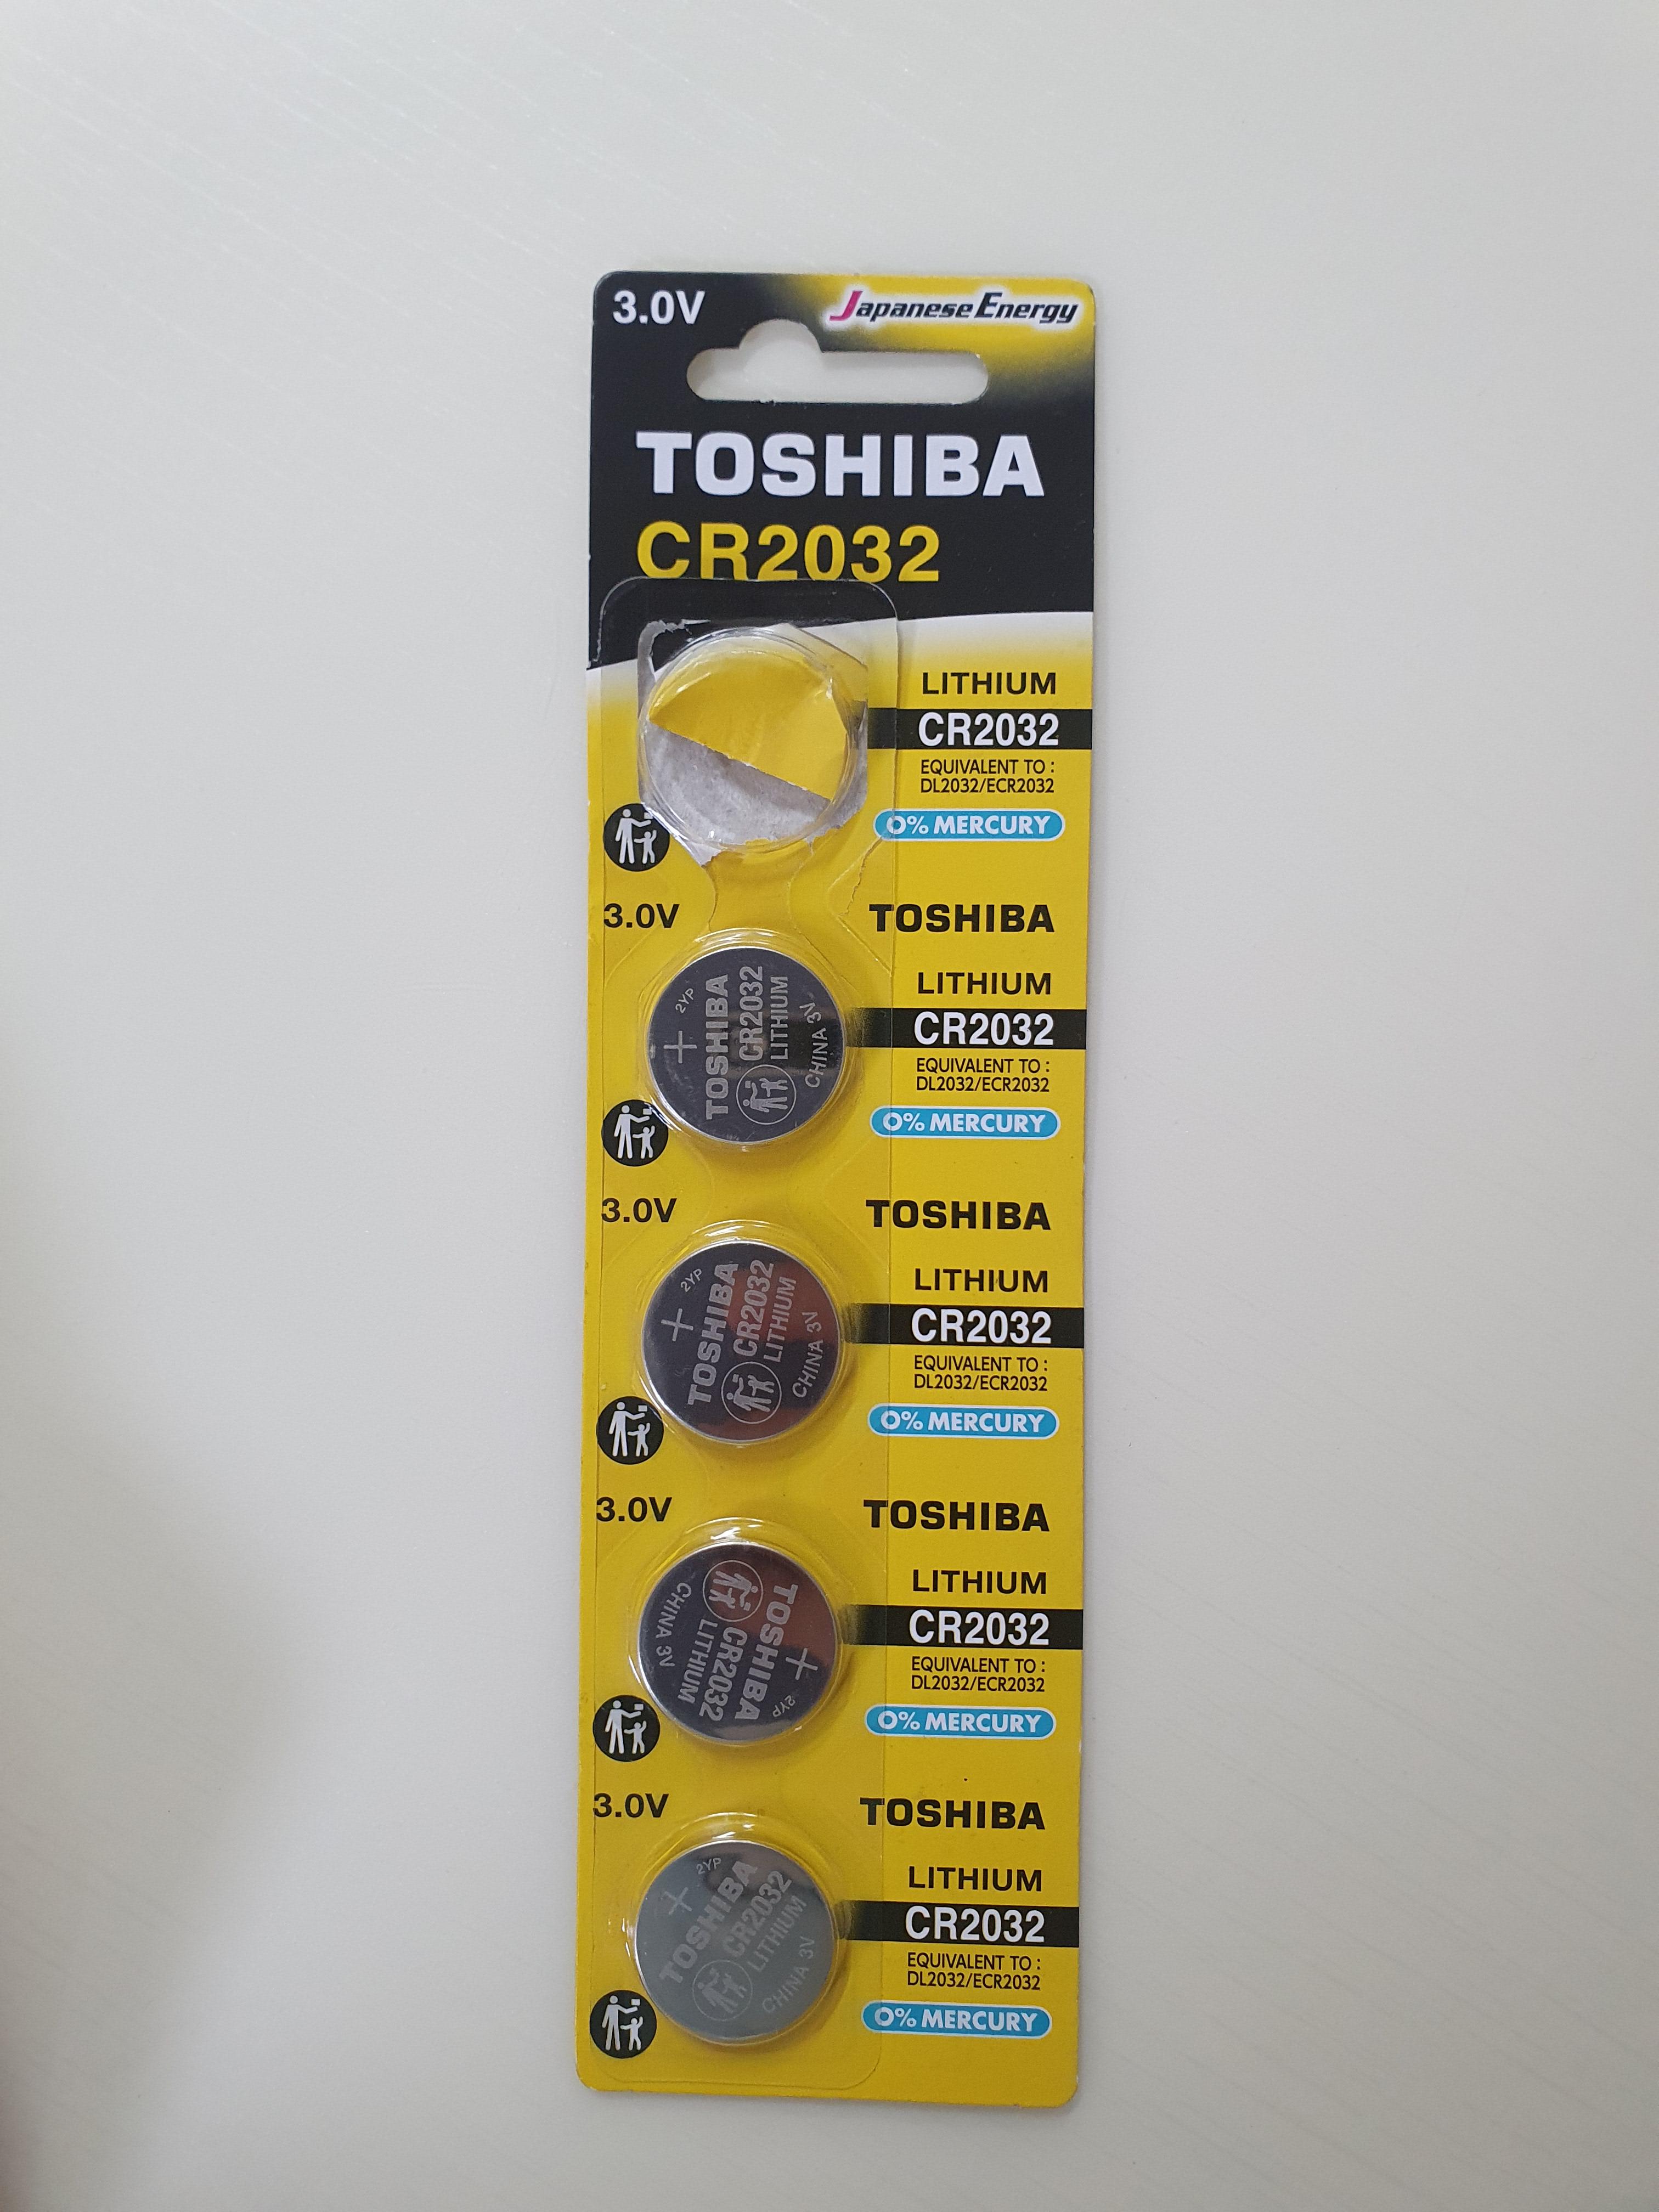 3.0V
Japanese Energy
TOSHIBA
CR2032
LITHIUM
CR2032
EQUIVALENT TO :
DL2032/ECR2032
0% MERCURY
3.0V
TOSHIBA
2YP
TOSHIBA
CR2032
LITHIUM
CHINA 3V
LITHIUM
CR2032
EQUIVALENT TO :
DL2032/ECR2032
0% MERCURY
3.0V
TOSHIBA
2YP
TOSHIBA
CR2032
LITHIUM
CHINA 3V
LITHIUM
CR2032
EQUIVALENT TO :
DL2032/ECR2032
0% MERCURY
3.0V
TOSHIBA
2YP
TOSHIBA
CR2032
LITHIUM
CHINA 3V
LITHIUM
CR2032
EQUIVALENT TO :
DL2032/ECR2032
0% MERCURY
3.0V
TOSHIBA
2YP
TOSHIBA
CR2032
LITHIUM
CHINA 3V
LITHIUM
CR2032
EQUIVALENT TO :
DL2032/ECR2032
0% MERCURY